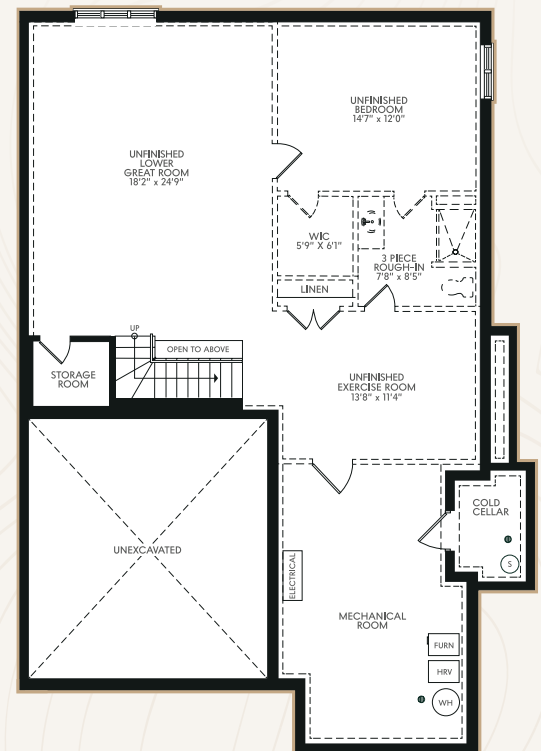 UNFINISHED
BEDROOM
14'7" x 12'0"
UNFINISHED
LOWER
GREAT ROOM
18'2" x 24'9"
WIC
5'9" X 6'1"
3 PIECE
ROUGH-IN
7'8" x 8'5"
LINEN
UP
OPEN TO ABOVE
STORAGE
ROOM
UNFINISHED
EXERCISE ROOM
13'8" x 11'4"
COLD
CELLAR
S
UNEXCAVATED
ELECTRICAL
MECHANICAL
ROOM
FURN
HRV
WH